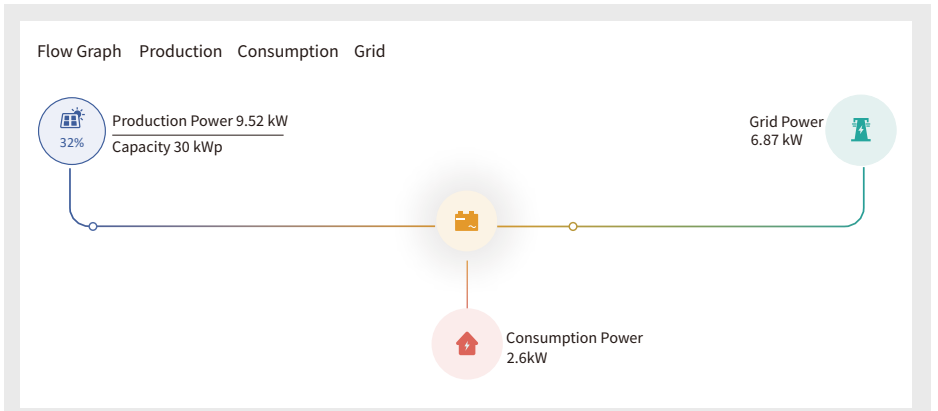 Flow Graph Production Consumption Grid
Production Power 9.52 kW
32%
Capacity 30 kWp
Grid Power
6.87 kW
Consumption Power
2.6kW